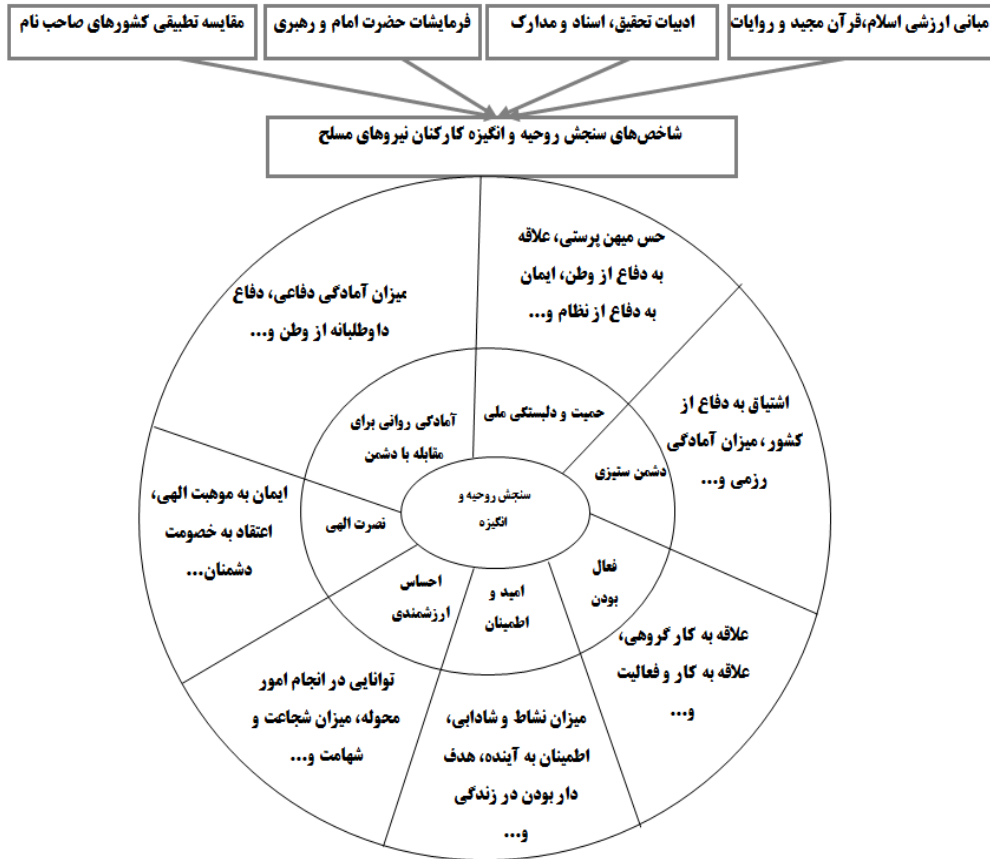 مبانی ارزشی اسلام،قرآن مجید و روایات
ادبیات تحقیق، اسناد و مدارک
فرمایشات حضرت امام و رهبری
مقایسه تطبیقی کشورهای صاحب نام
شاخص‌های سنجش روحیه و انگیزه کارکنان نیروهای مسلح
حس میهن پرستی، علاقه
به دفاع از وطن، ایمان
به دفاع از نظام و...
میزان آمادگی دفاعی، دفاع
داوطلبانه از وطن و...
اشتیاق به دفاع از
کشور ، میزان آمادگی
رزمی و...
حمیت و دلبستگی ملی
آمادگی روانی برای
مقابله با دشمن
دشمن ستیزی
سنجش روحیه و
انگیزه
نصرت الهی
ایمان به موهبت الهی،
اعتقاد به خصومت
دشمنان...
فعال
بودن
امید و
اطمینان
احساس
ارزشمندی
علاقه به کار گروهی،
علاقه به کار و فعالیت
و...
میزان نشاط و شادابی،
اطمینان به آینده، هدف
دار بودن در زندگی
و...
توانایی در انجام امور
محوله، میزان شجاعت و
شهامت و...